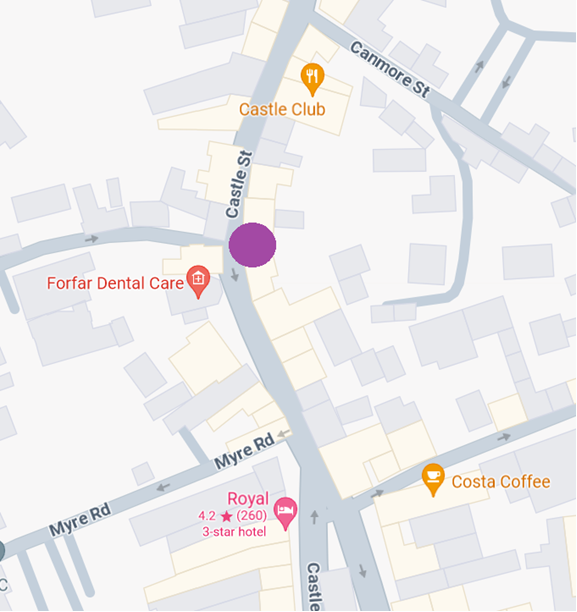 Canmore St
Castle Club
Castle St
Forfar Dental Care
Myre Rd
Costa Coffee
Royal
4.2 ★ (260)
3-star hotel
Myre Rd
Castle
C